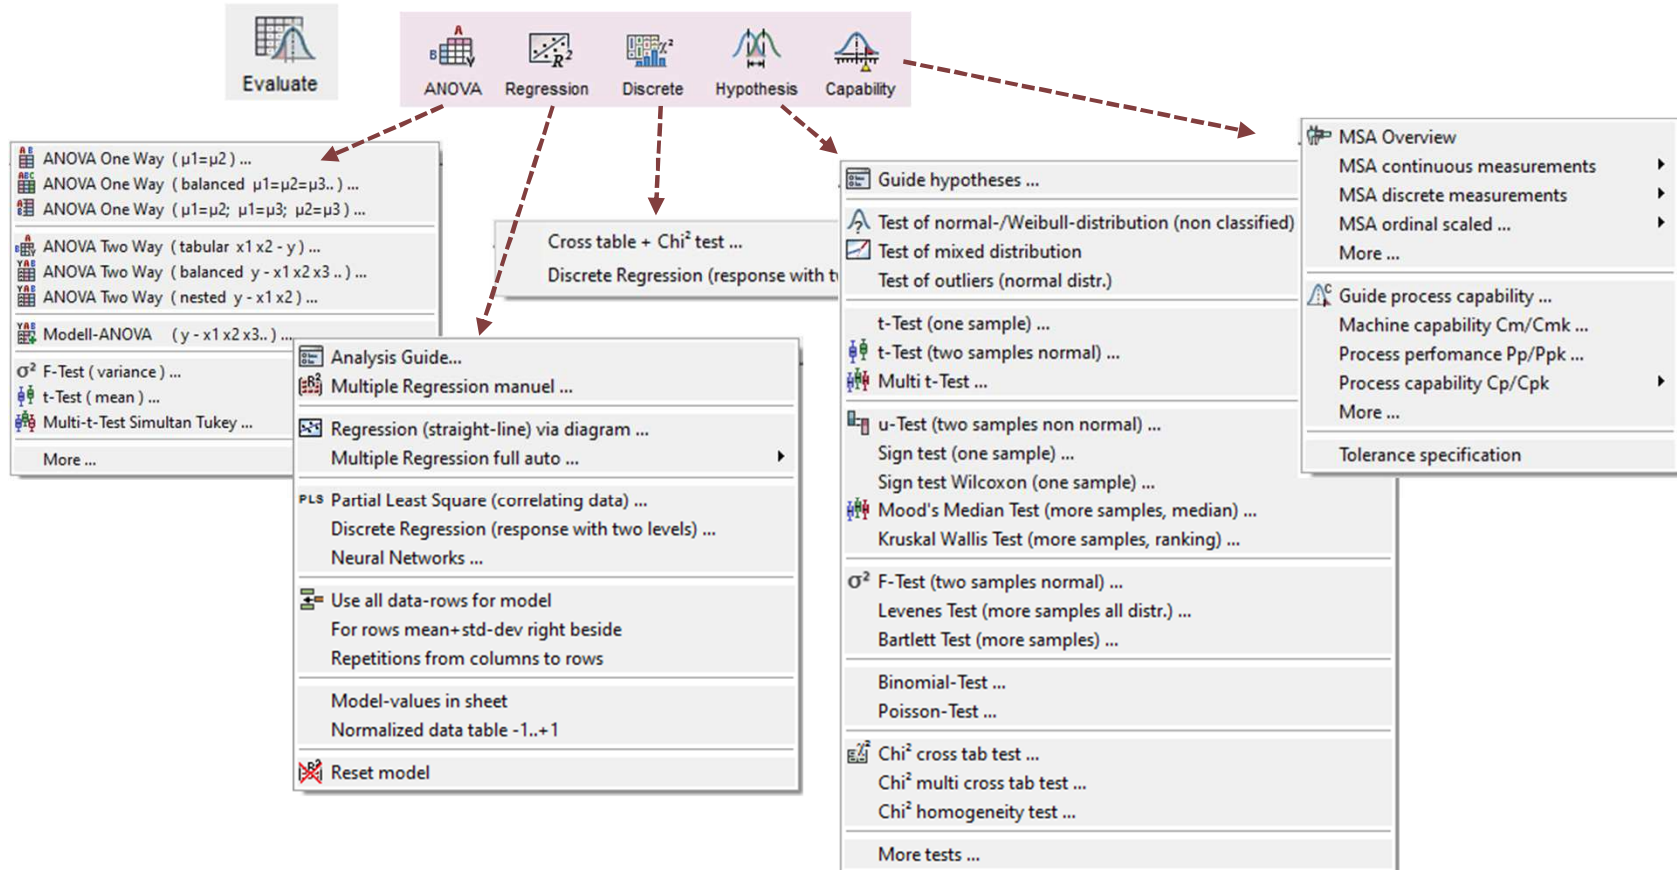 Evaluate
ANOVA
Regression
Discrete
Hypothesis
Capability
ANOVA One Way ( µ1=µ2 ) ...
ANOVA One Way ( balanced µ1=µ2=µ3.. ) ...
ANOVA One Way ( µ1=µ2; µ1=µ3; µ2=µ3 ) ...
ANOVA Two Way ( tabular x1 x2 - y ) ...
ANOVA Two Way ( balanced y - x1 x2 x3 .. ) ...
ANOVA Two Way ( nested y - x1 x2 ) ...
Modell-ANOVA ( y - x1 x2 x3.. ) ...
σ² F-Test ( variance ) ...
t-Test ( mean ) ...
Multi-t-Test Simultan Tukey ...
More ...
Analysis Guide...
Multiple Regression manuel ...
Regression (straight-line) via diagram ...
Multiple Regression full auto ...
PLS Partial Least Square (correlating data) ...
Discrete Regression (response with two levels) ...
Neural Networks ...
Use all data-rows for model
For rows mean+std-dev right beside
Repetitions from columns to rows
Model-values in sheet
Normalized data table -1..+1
Reset model
Cross table + Chi² test ...
Discrete Regression (response with
Guide hypotheses ...
Test of normal-/Weibull-distribution (non classified)
Test of mixed distribution
Test of outliers (normal distr.)
t-Test (one sample) ...
t-Test (two samples normal) ...
Multi t-Test ...
u-Test (two samples non normal) ...
Sign test (one sample) ...
Sign test Wilcoxon (one sample) ...
Mood's Median Test (more samples, median) ...
Kruskal Wallis Test (more samples, ranking) ...
σ² F-Test (two samples normal) ...
Levenes Test (more samples all distr.) ...
Bartlett Test (more samples) ...
Binomial-Test ...
Poisson-Test ...
Chi² cross tab test ...
Chi² multi cross tab test ...
Chi² homogeneity test ...
More tests ...
MSA Overview
MSA continuous measurements
MSA discrete measurements
MSA ordinal scaled ...
More ...
Guide process capability ...
Machine capability Cm/Cmk ...
Process perfomance Pp/Ppk ...
Process capability Cp/Cpk
More ...
Tolerance specification